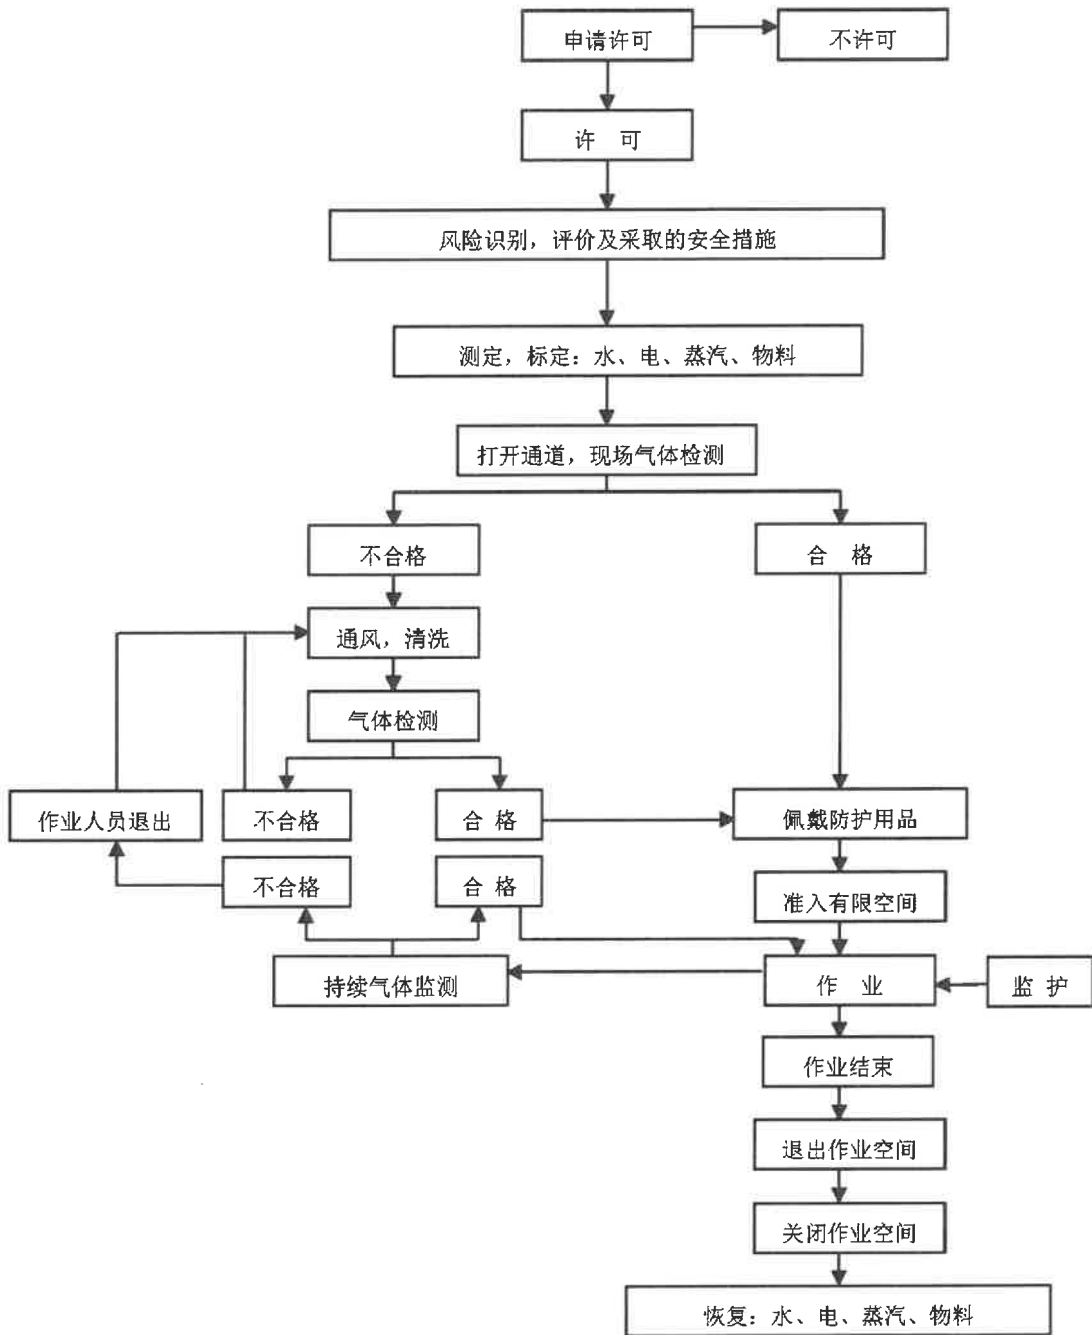 申请许可
不许可
许 可
风险识别，评价及采取的安全措施
测定，标定：水、电、蒸汽、物料
打开通道，现场气体检测
不合格
合 格
通风，清洗
气体检测
作业人员退出
不合格
合 格
佩戴防护用品
不合格
合 格
准入有限空间
持续气体监测
作 业
监 护
作业结束
退出作业空间
关闭作业空间
恢复：水、电、蒸汽、物料